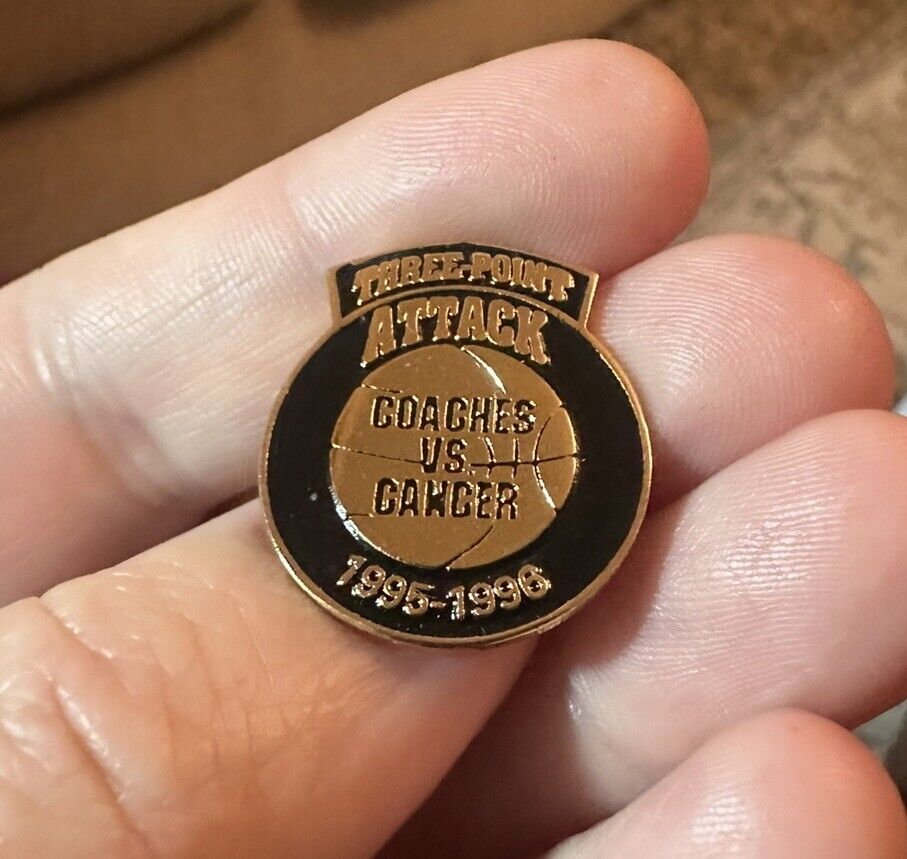 THREE-POINT
ATTACK
COACHES
VS.
CANCER
1995-1996